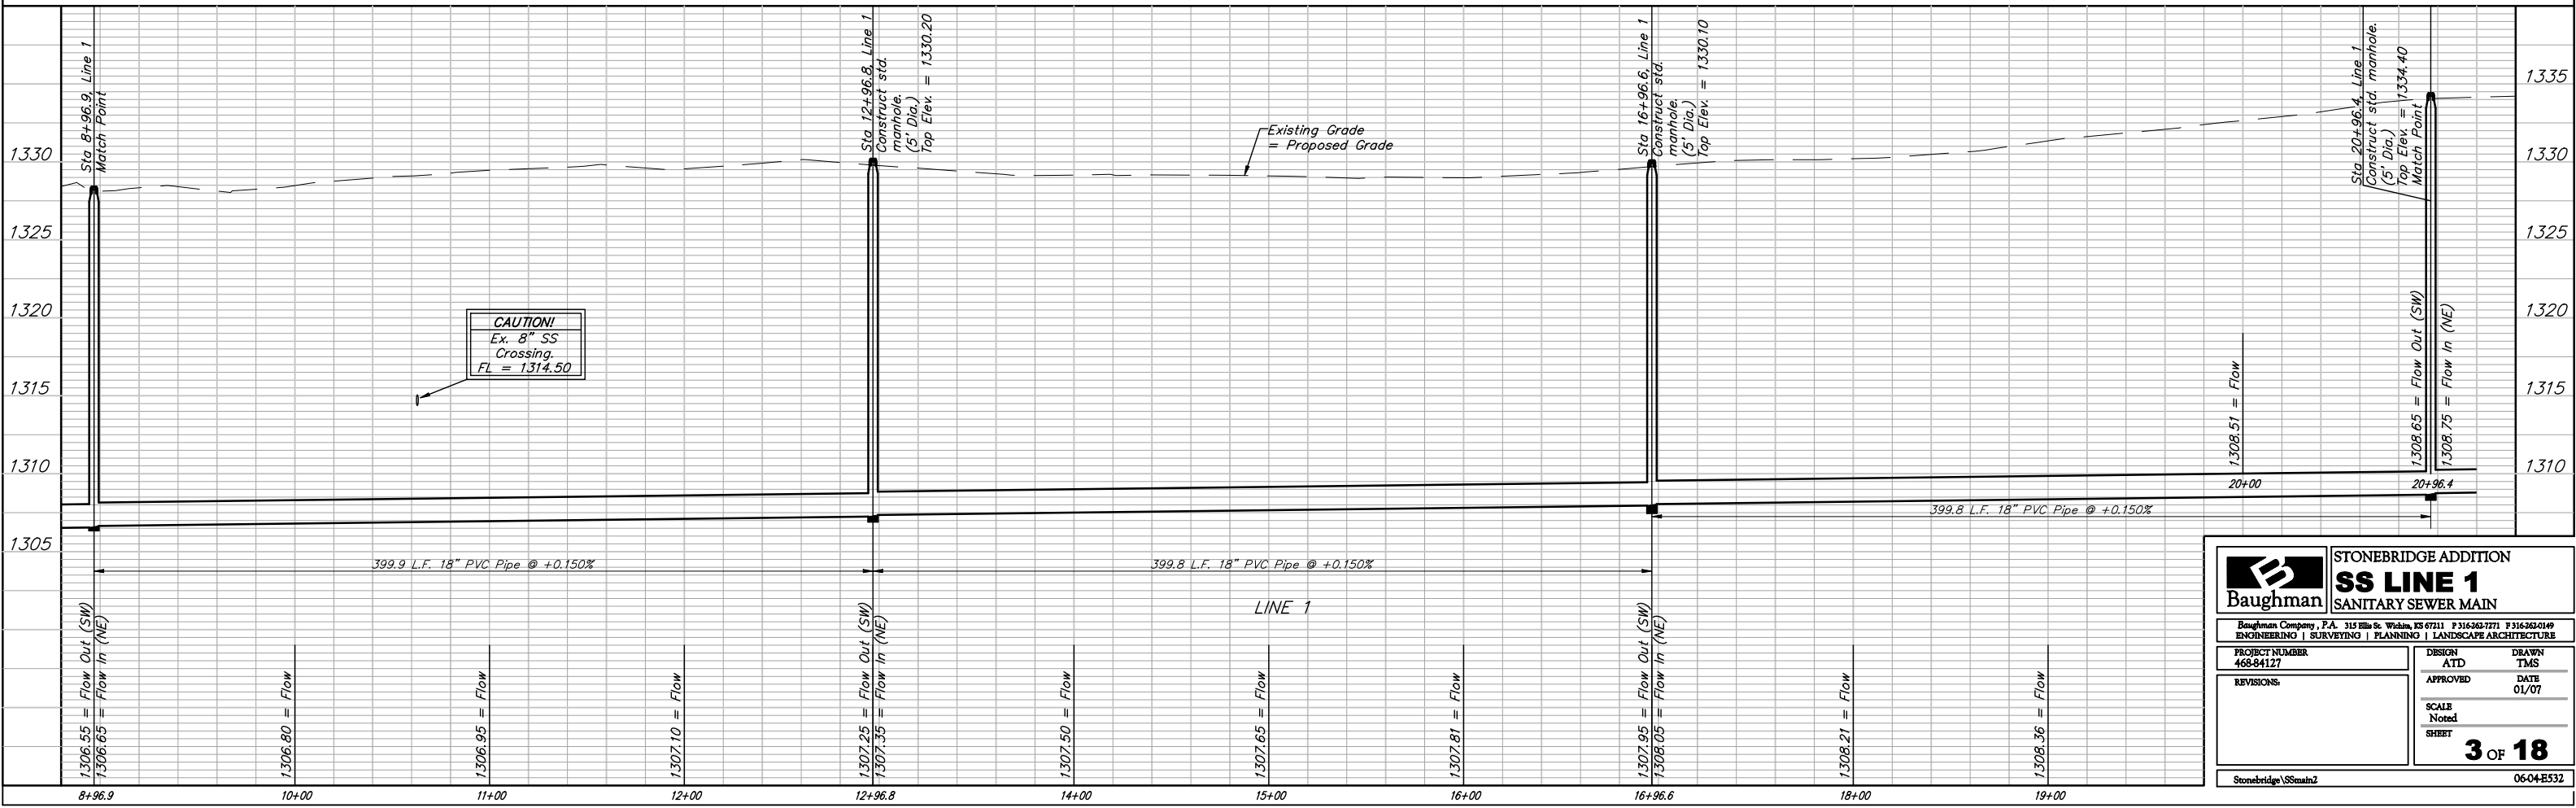 Sta 8+96.9, Line 1
Match Point
Sta 12+96.8, Line 1
Construct std.
manhole.
(5' Dia.)
Top Elev. = 1330.20
Sta 16+96.6, Line 1
Construct std.
manhole.
(5' Dia.)
Top Elev. = 1330.10
Sta 20+96.4, Line 1
Construct std. manhole.
(5' Dia.)
Top Elev. = 1334.40
Match Point
1335
1330
1330
1325
1325
1320
1320
1315
1315
1310
1310
1305
Existing Grade
= Proposed Grade
CAUTION!
Ex. 8" SS
Crossing.
FL = 1314.50
1308.51 = Flow
1308.65 = Flow Out (SW)
1308.75 = Flow In (NE)
20+00
20+96.4
399.8 L.F. 18" PVC Pipe @ +0.150%
399.9 L.F. 18" PVC Pipe @ +0.150%
399.8 L.F. 18" PVC Pipe @ +0.150%
LINE 1
1306.55 = Flow Out (SW)
1306.65 = Flow In (NE)
1306.80 = Flow
1306.95 = Flow
1307.10 = Flow
1307.25 = Flow Out (SW)
1307.35 = Flow In (NE)
1307.50 = Flow
1307.65 = Flow
1307.81 = Flow
1307.95 = Flow Out (SW)
1308.05 = Flow In (NE)
1308.21 = Flow
1308.36 = Flow
8+96.9
10+00
11+00
12+00
12+96.8
14+00
15+00
16+00
16+96.6
18+00
19+00
Baughman
STONEBRIDGE ADDITION
SS LINE 1
SANITARY SEWER MAIN
Baughman Company, P.A. 315 Ellis St. Wichita, KS 67211 P 316-262-7271 F 316-262-0149
ENGINEERING | SURVEYING | PLANNING | LANDSCAPE ARCHITECTURE
PROJECT NUMBER
468-84127
REVISIONS:
DESIGN
ATD
DRAWN
TMS
APPROVED
DATE
01/07
SCALE
Noted
SHEET
3 OF 18
Stonebridge\SSmain2
06-04-E532